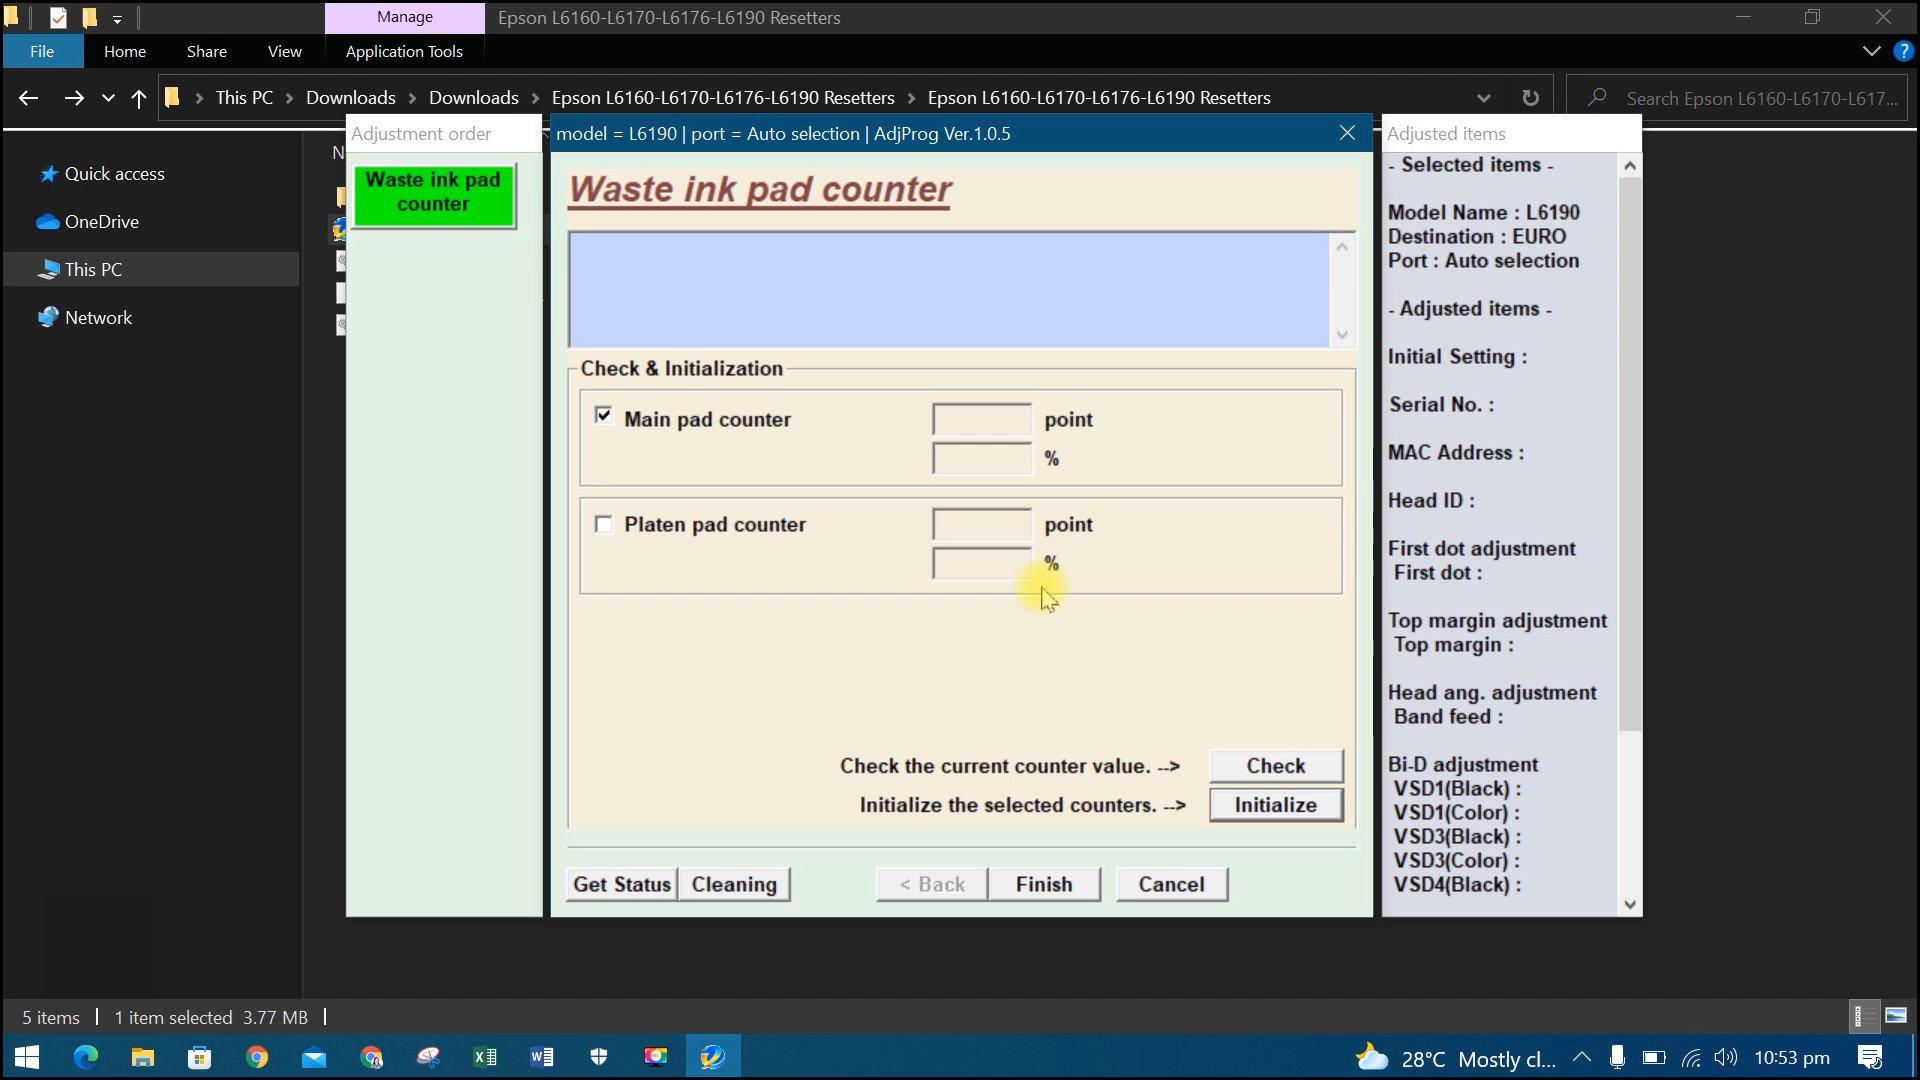 Manage
Epson L6160-L6170-L6176-L6190 Resetters
File
Home
Share
View
Application Tools
?
This PC
Downloads
Downloads
Epson L6160-L6170-L6176-L6190 Resetters
Epson L6160-L6170-L6176-L6190 Resetters
Search Epson L6160-L6170-L617...
Quick access
OneDrive
This PC
Network
N
Adjustment order
Waste ink pad
counter
model = L6190 | port = Auto selection | AdjProg Ver.1.0.5
Waste ink pad counter
Check & Initialization
Main pad counter
point
%
Platen pad counter
point
%
Check the current counter value. -->
Check
Initialize the selected counters. -->
Initialize
Get Status
Cleaning
< Back
Finish
Cancel
Adjusted items
- Selected items -
Model Name : L6190
Destination : EURO
Port : Auto selection
- Adjusted items -
Initial Setting :
Serial No. :
MAC Address :
Head ID :
First dot adjustment
First dot :
Top margin adjustment
Top margin :
Head ang. adjustment
Band feed :
Bi-D adjustment
VSD1(Black) :
VSD1(Color) :
VSD3(Black) :
VSD3(Color) :
VSD4(Black) :
5 items
1 item selected 3.77 MB
28°C Mostly cl...
10:53 pm